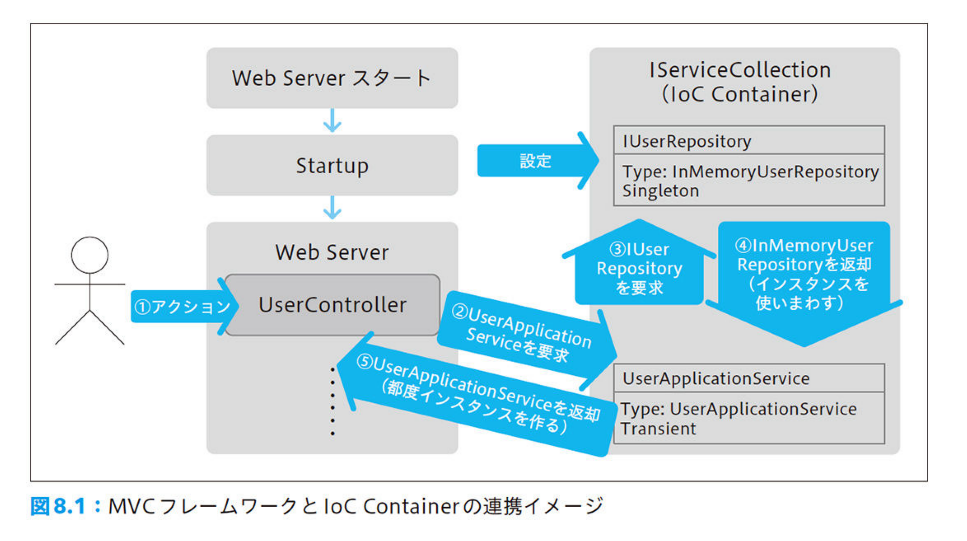 Web Server スタート
Startup
設定
IServiceCollection
（IoC Container）
IUserRepository
Type: InMemoryUserRepository
Singleton
Web Server
UserController
①アクション
②UserApplication
Serviceを要求
③IUser
Repository
を要求
④InMemoryUser
Repositoryを返却
（インスタンスを
使いまわす）
⑤UserApplicationServiceを返却
（都度インスタンスを作る）
UserApplicationService
Type: UserApplicationService
Transient
図8.1：MVCフレームワークとIoC Containerの連携イメージ